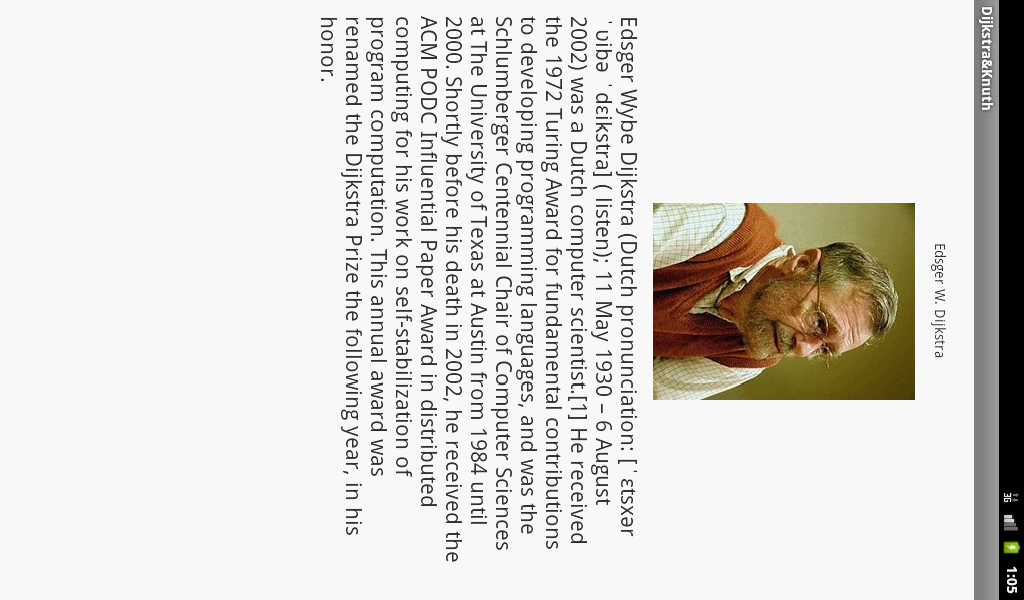 3G 1:05
Dijkstra&Knuth
Edsger W. Dijkstra
Edsger Wybe Dijkstra (Dutch pronunciation: [ˈɛtsxər
ˈʋibə ˈdɛikstra] ( listen); 11 May 1930 – 6 August
2002) was a Dutch computer scientist.[1] He received
the 1972 Turing Award for fundamental contributions
to developing programming languages, and was the
Schlumberger Centennial Chair of Computer Sciences
at The University of Texas at Austin from 1984 until
2000. Shortly before his death in 2002, he received the
ACM PODC Influential Paper Award in distributed
computing for his work on self-stabilization of
program computation. This annual award was
renamed the Dijkstra Prize the following year, in his
honor.